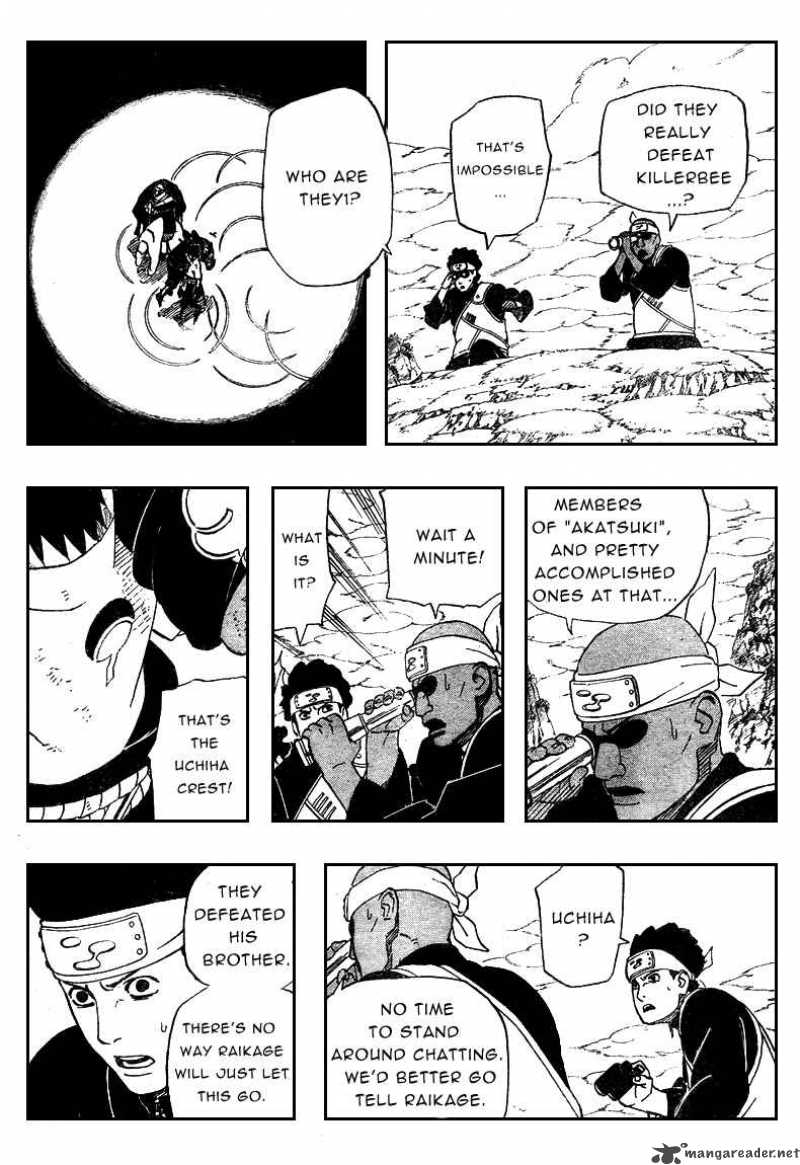 DID THEY
REALLY
DEFEAT
KILLERBEE
...?
THAT'S
IMPOSSIBLE
...
WHO ARE
THEY1?
MEMBERS
OF "AKATSUKI",
AND PRETTY
ACCOMPLISHED
ONES AT THAT...
WAIT A
MINUTE!
WHAT
IS
IT?
THAT'S
THE
UCHIHA
CREST!
UCHIHA
?
NO TIME
TO STAND
AROUND CHATTING.
WE'D BETTER GO
TELL RAIKAGE.
THEY
DEFEATED
HIS
BROTHER.
THERE'S NO
WAY RAIKAGE
WILL JUST LET
THIS GO.
mangareader.net